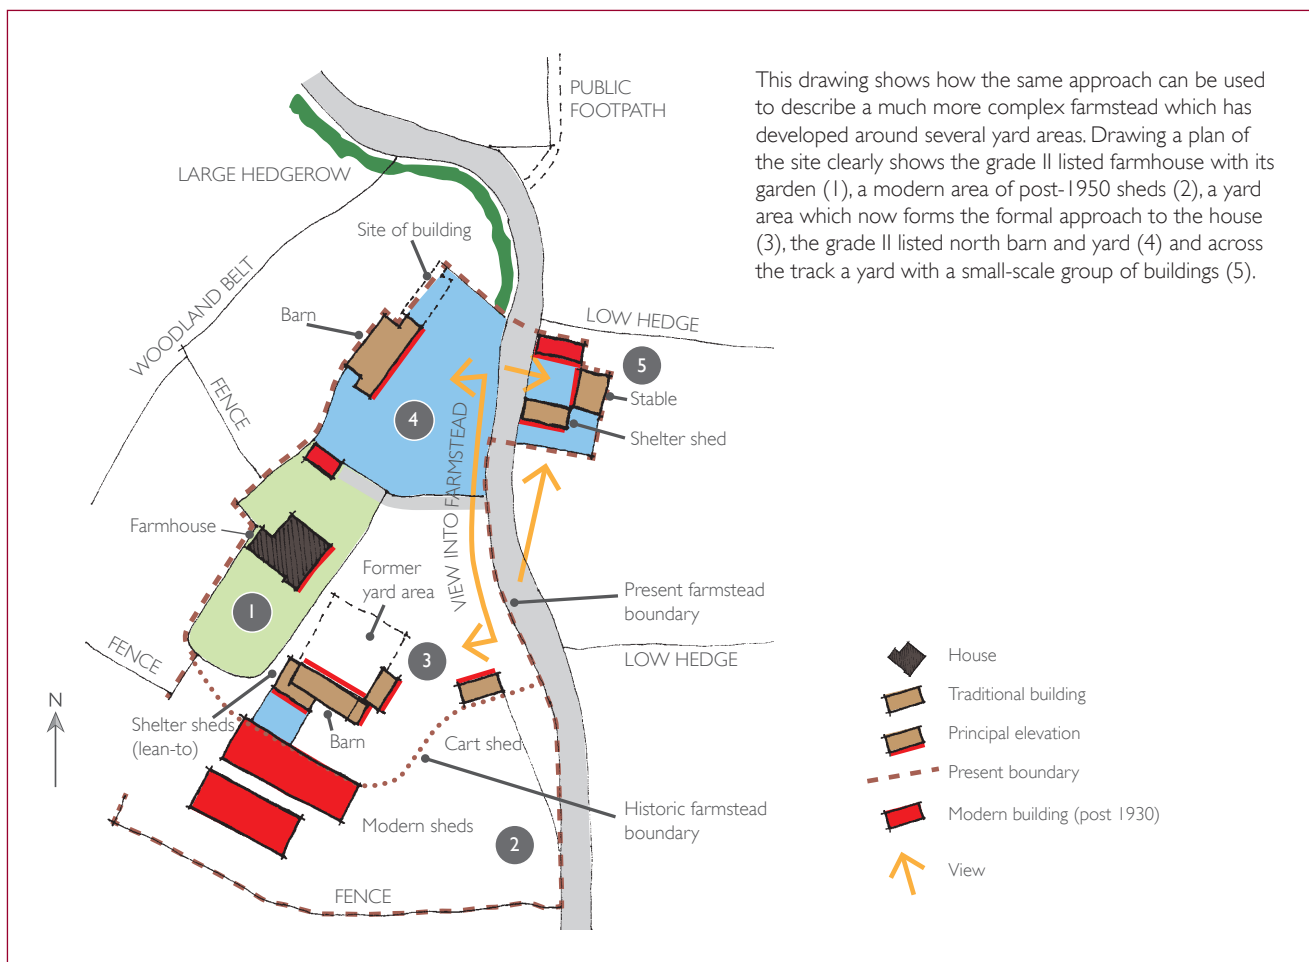 This drawing shows how the same approach can be used
to describe a much more complex farmstead which has
developed around several yard areas. Drawing a plan of
the site clearly shows the grade II listed farmhouse with its
garden (1), a modern area of post-1950 sheds (2), a yard
area which now forms the formal approach to the house
(3), the grade II listed north barn and yard (4) and across
the track a yard with a small-scale group of buildings (5).
PUBLIC
FOOTPATH
LARGE HEDGEROW
Site of building
WOODLAND BELT
Barn
LOW HEDGE
5
Stable
FENCE
4
Shelter shed
VIEW INTO FARMSTEAD
Farmhouse
Former
yard area
Present farmstead
boundary
1
FENCE
3
LOW HEDGE
N
Shelter sheds
(lean-to)
Barn
Cart shed
Historic farmstead
boundary
Modern sheds
2
FENCE
House
Traditional building
Principal elevation
Present boundary
Modern building (post 1930)
View